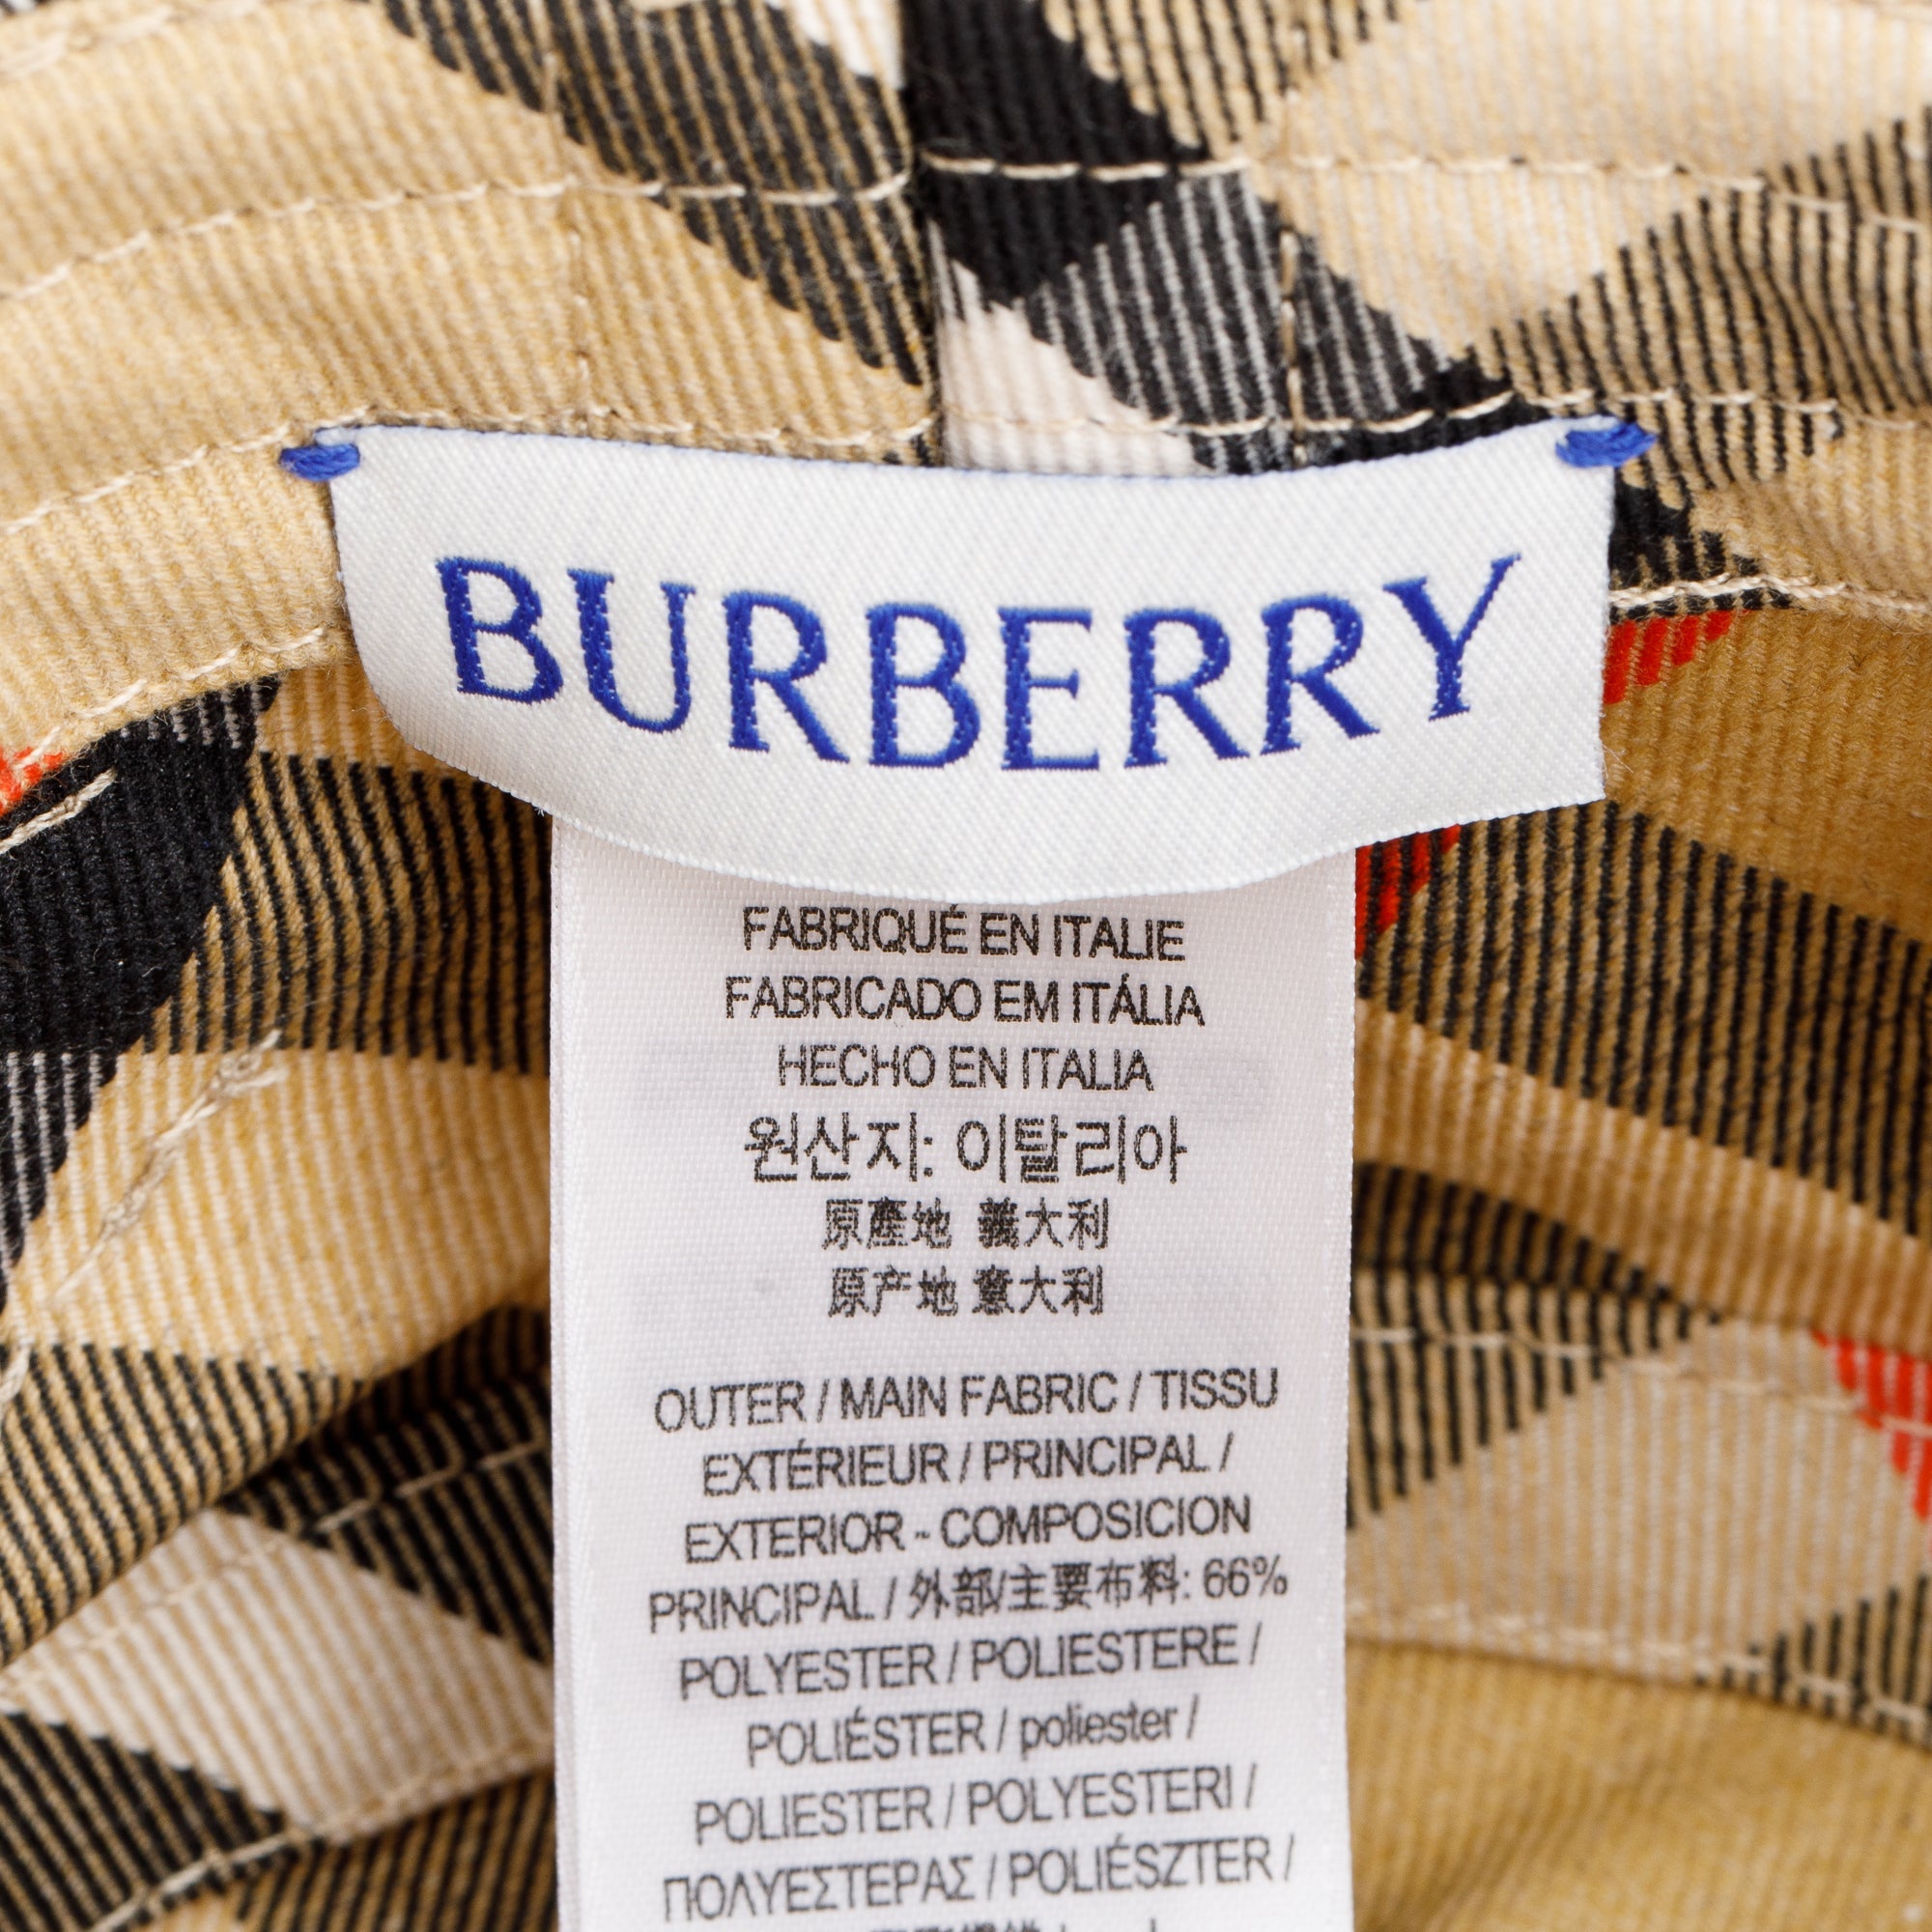 BURBERRY
FABRIQUÉ EN ITALIE
FABRICADO EM ITÁLIA
HECHO EN ITALIA
원산지: 이탈리아
原產地 義大利
原产地 意大利
OUTER / MAIN FABRIC / TISSU
EXTÉRIEUR / PRINCIPAL /
EXTERIOR - COMPOSICION
PRINCIPAL / 外部/主要布料: 66%
POLYESTER / POLIESTERE /
POLIÉSTER / poliester /
POLIESTER / POLYESTERI /
ΠΟΛΥΕΣΤΕΡΑΣ / POLIÉSZTER /